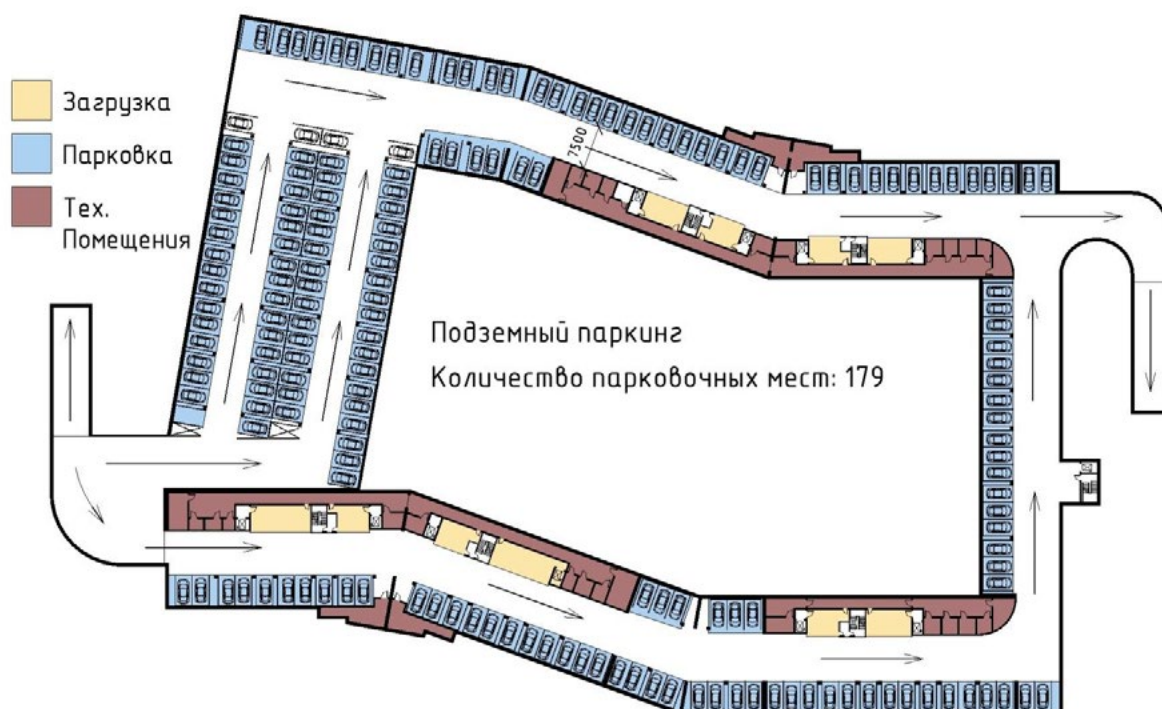 Загрузка
Парковка
Тех.
Помещения
7500
Подземный паркинг
Количество парковочных мест: 179